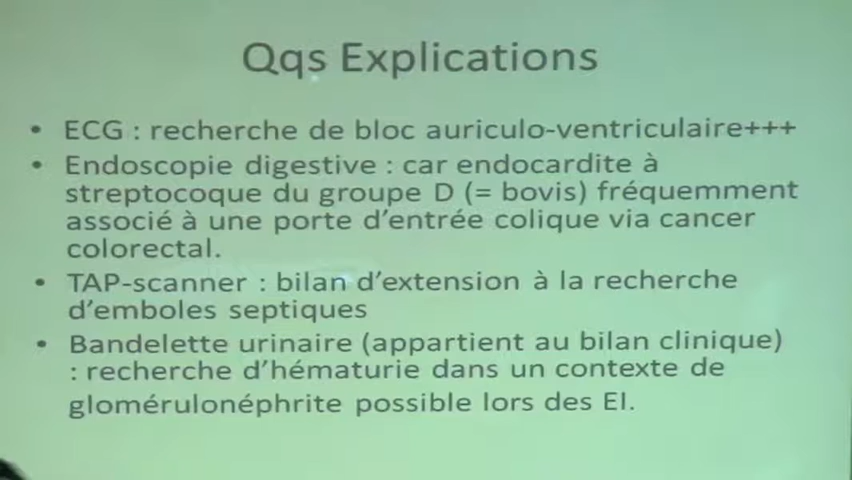 Qqs Explications
• ECG : recherche de bloc auriculo-ventriculaire+++
• Endoscopie digestive : car endocardite à
streptocoque du groupe D (= bovis) fréquemment
associé à une porte d'entrée colique via cancer
colorectal.
• TAP-scanner : bilan d'extension à la recherche
d'emboles septiques
• Bandelette urinaire (appartient au bilan clinique)
: recherche d'hématurie dans un contexte de
glomérulonéphrite possible lors des EI.